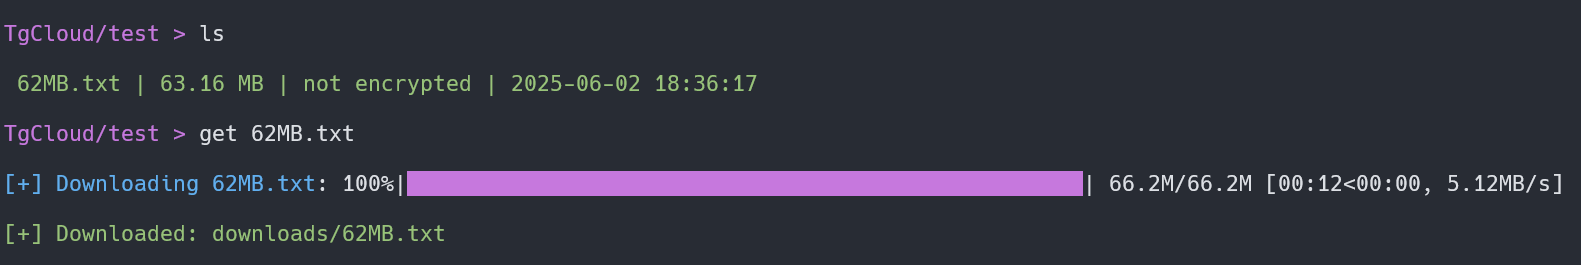 TgCloud/test > ls
62MB.txt | 63.16 MB | not encrypted | 2025-06-02 18:36:17
TgCloud/test > get 62MB.txt
[+] Downloading 62MB.txt: 100%|| 66.2M/66.2M [00:12<00:00, 5.12MB/s]
[+] Downloaded: downloads/62MB.txt